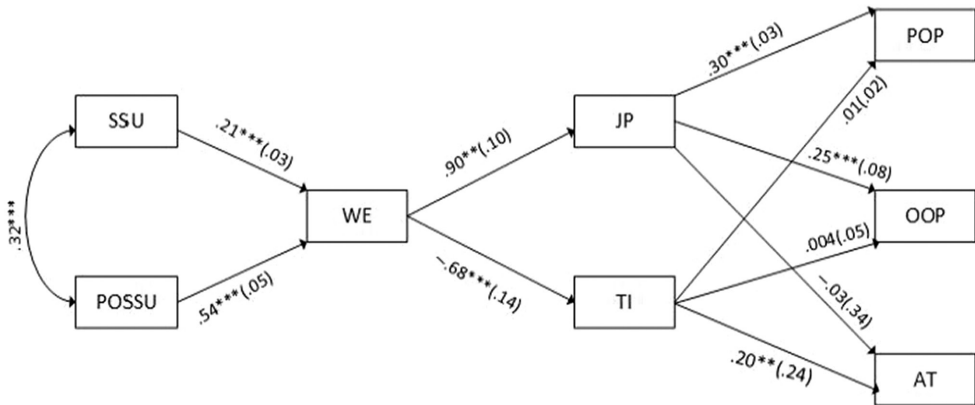 POP
.30***(.03)
.01(.02)
SSU
JP
.21***(.03)
.90**(.10)
.25***(.08)
.32***
WE
OOP
.004(.05)
−.68***(.14)
−.03(.34)
POSSU
.54***(.05)
TI
.20**(.24)
AT